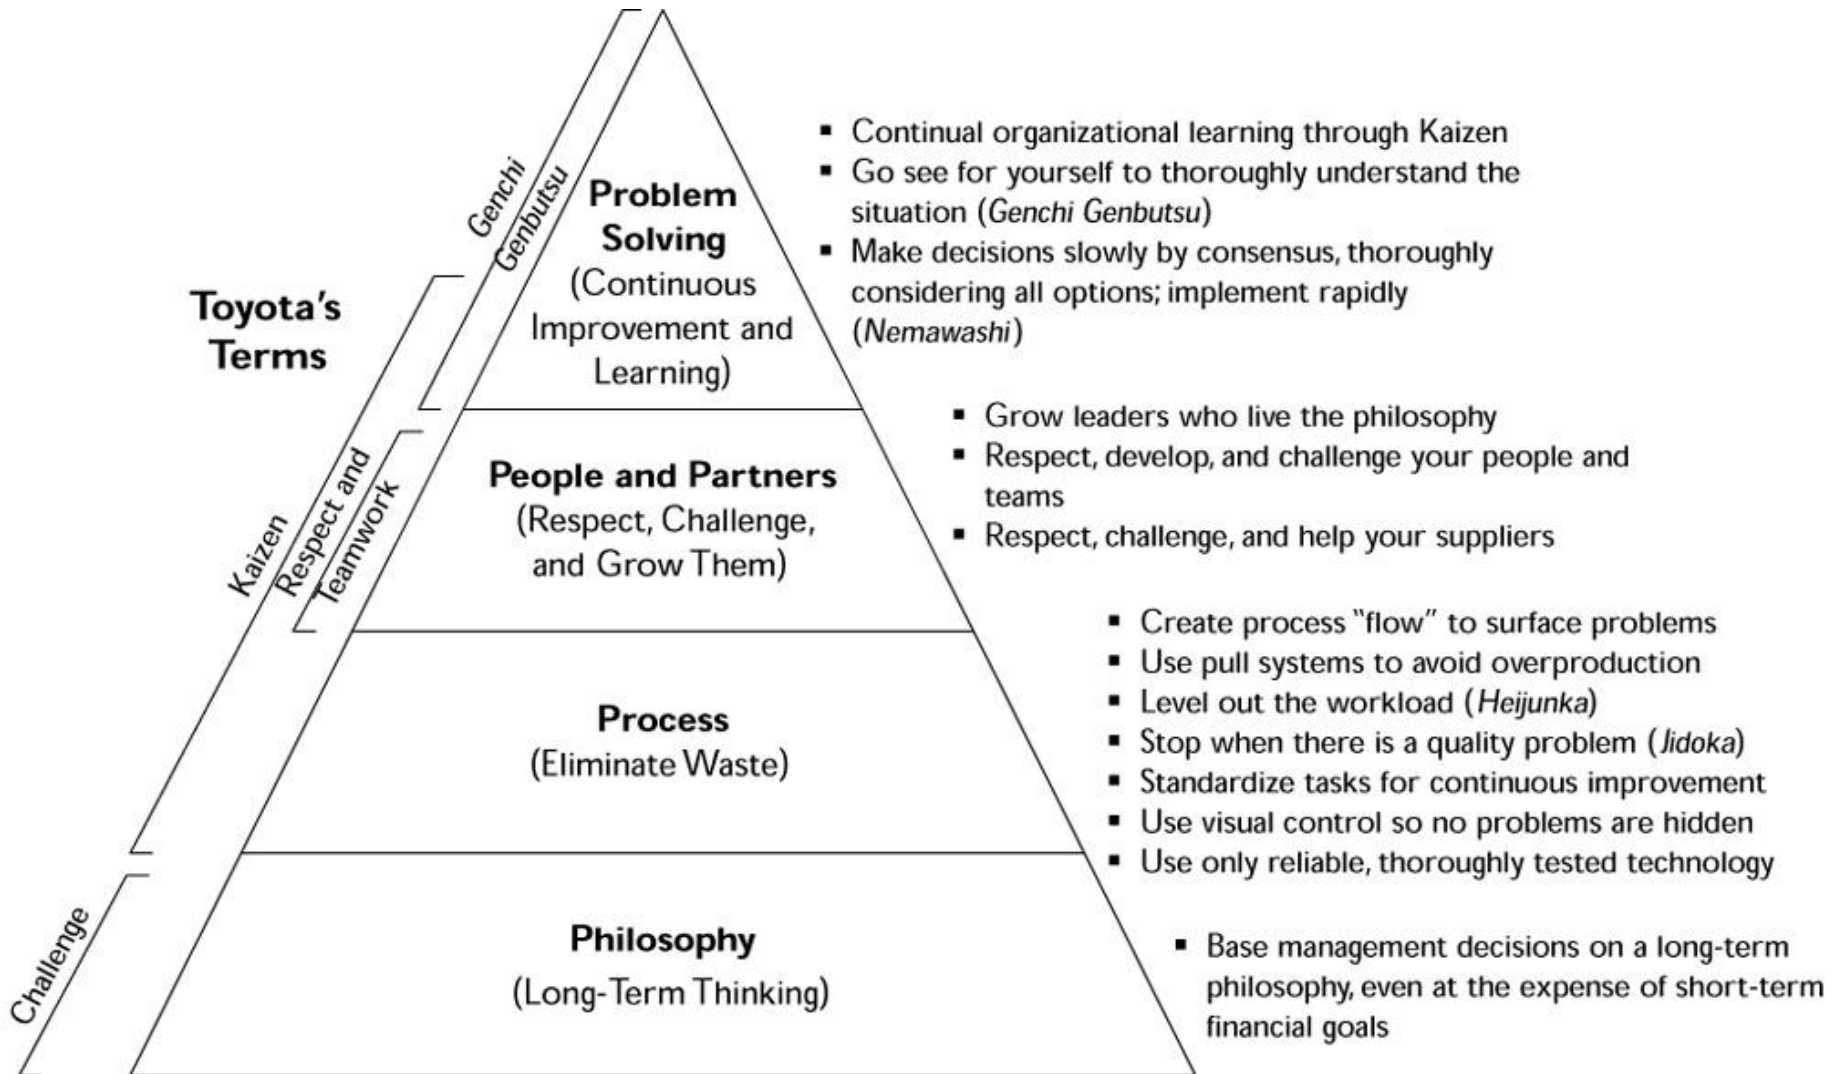 Toyota's
Terms
Genchi
Genbutsu
Kaizen
Respect and
Teamwork
Challenge
Problem
Solving
(Continuous
Improvement and
Learning)
▪ Continual organizational learning through Kaizen
▪ Go see for yourself to thoroughly understand the
situation (Genchi Genbutsu)
▪ Make decisions slowly by consensus, thoroughly
considering all options; implement rapidly
(Nemawashi)
People and Partners
(Respect, Challenge,
and Grow Them)
▪ Grow leaders who live the philosophy
▪ Respect, develop, and challenge your people and
teams
▪ Respect, challenge, and help your suppliers
Process
(Eliminate Waste)
▪ Create process “flow” to surface problems
▪ Use pull systems to avoid overproduction
▪ Level out the workload (Heijunka)
▪ Stop when there is a quality problem (Jidoka)
▪ Standardize tasks for continuous improvement
▪ Use visual control so no problems are hidden
▪ Use only reliable, thoroughly tested technology
Philosophy
(Long-Term Thinking)
▪ Base management decisions on a long-term
philosophy, even at the expense of short-term
financial goals